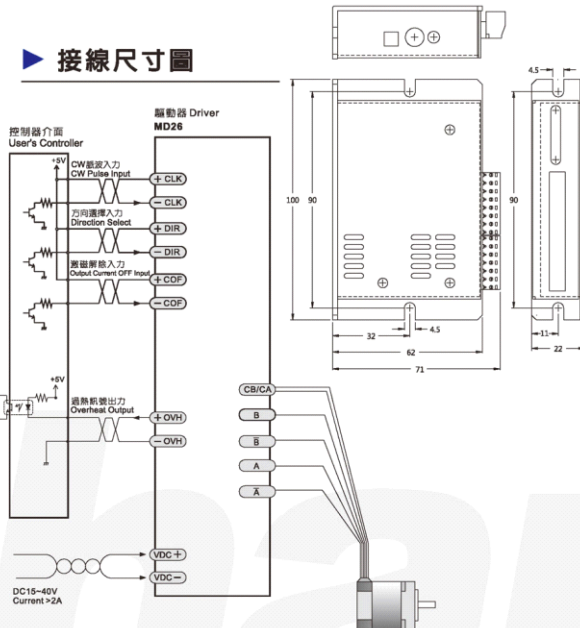 ▶ 接線尺寸圖
控制器介面
User's Controller
驅動器 Driver
MD26
+5V
CW脈波入力
CW Pulse Input
+ CLK
− CLK
方向選擇入力
Direction Select
+ DIR
− DIR
激磁解除入力
Output Current OFF Input
+ COF
− COF
+5V
過熱訊號出力
Overheat Output
+ OVH
− OVH
CB/CA
B
B̅
A
A̅
VDC+
VDC−
DC15~40V
Current >2A
100
90
32
4.5
62
71
4.5
90
11
22